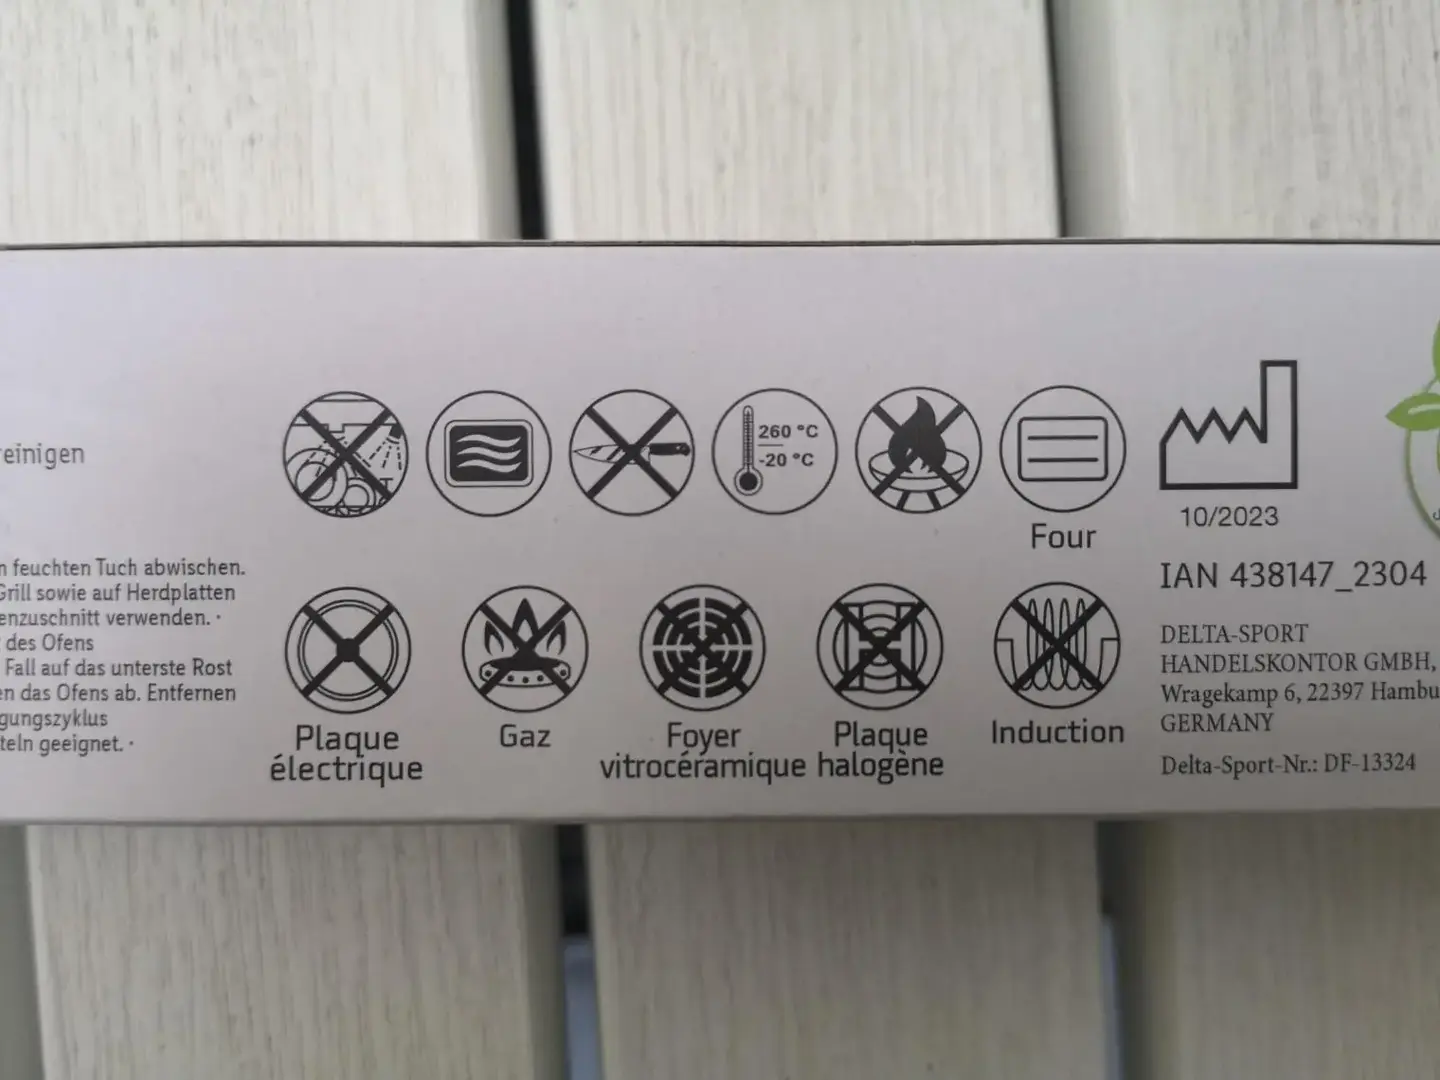 reinigen
n feuchten Tuch abwischen.
Grill sowie auf Herdplatten
enzuschnitt verwenden. ·
des Ofens
Fall auf das unterste Rost
en das Ofens ab. Entfernen
gungszyklus
teln geeignet. ·
260 °C
-20 °C
Four
Plaque
électrique
Gaz
Foyer
vitrocéramique
Plaque
halogène
Induction
10/2023
IAN 438147_2304
DELTA-SPORT
HANDELSKONTOR GMBH,
Wragekamp 6, 22397 Hambu
GERMANY
Delta-Sport-Nr.: DF-13324